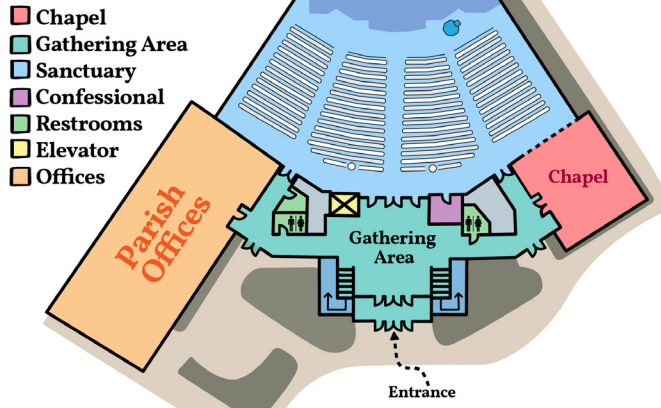 Chapel
Gathering Area
Sanctuary
Confessional
Restrooms
Elevator
Offices
Parish
Offices
Chapel
Gathering
Area
Entrance